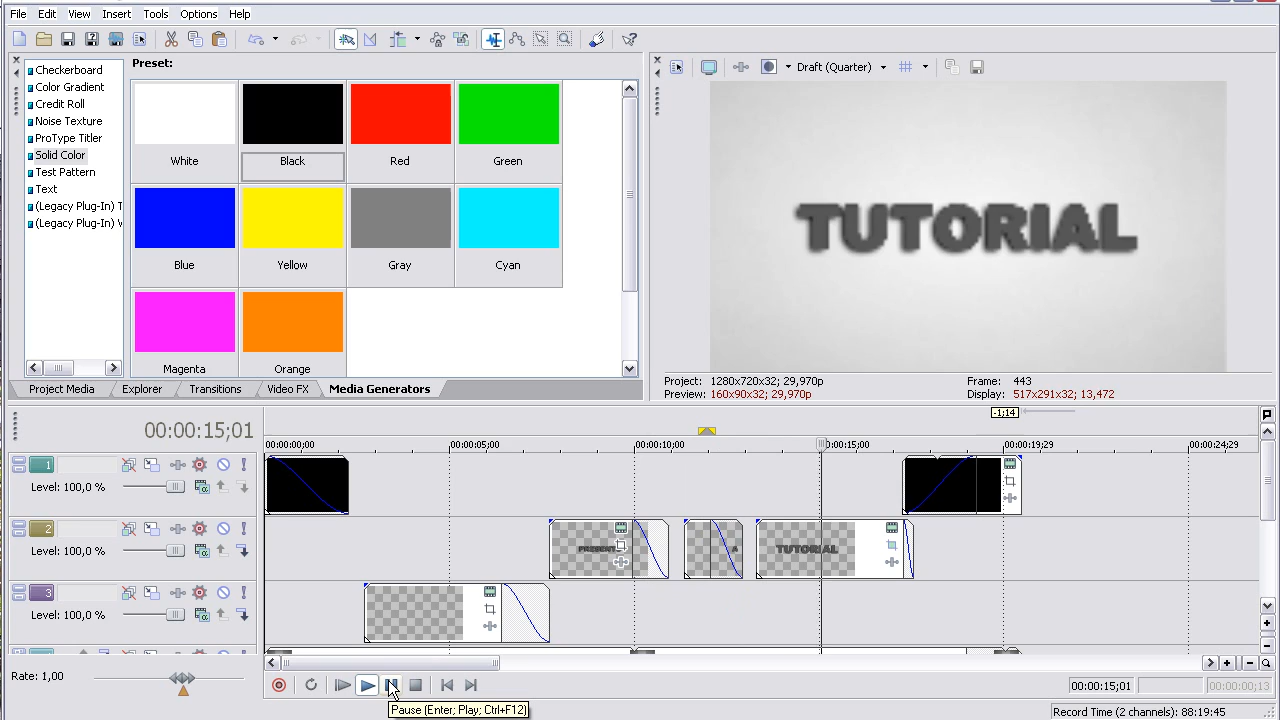 File Edit View Insert Tools Options Help
Preset:
Draft (Quarter)
Checkerboard
Color Gradient
Credit Roll
Noise Texture
ProType Titler
Solid Color
Test Pattern
Text
(Legacy Plug-In) T
(Legacy Plug-In) V
White
Black
Red
Green
Blue
Yellow
Gray
Cyan
Magenta
Orange
TUTORIAL
Project Media
Explorer
Transitions
Video FX
Media Generators
Project: 1280x720x32; 29,970p
Preview: 160x90x32; 29,970p
Frame: 443
Display: 517x291x32; 13,472
-1;14
00:00:15;01
00:00:00;00
00:00:05;00
00:00:10;00
00:00:15;00
00:00:19;29
00:00:24;29
1
Level: 100,0 %
2
Level: 100,0 %
PRESENT
A
TUTORIAL
3
Level: 100,0 %
Rate: 1,00
Pause (Enter; Play; Ctrl+F12)
00:00:15;01
00:00:00;13
Record Time (2 channels): 88:19:45